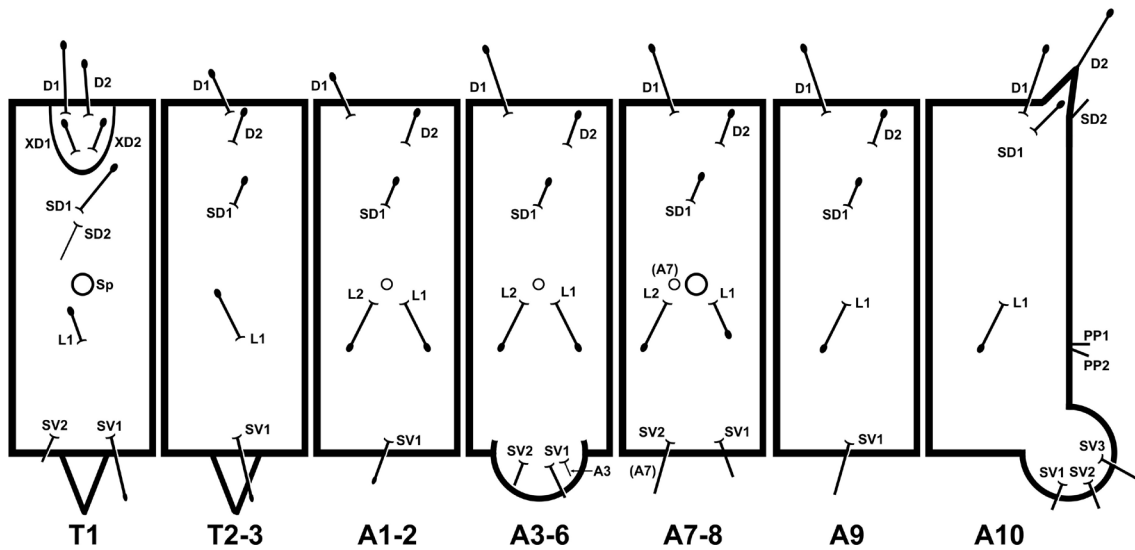 D1 D2 D1 D1 D1 D1 D1 D1 D2
XD1 XD2 D2 D2 D2 D2 D2 SD2
SD1 SD1 SD1 SD1 SD1 SD1 SD1
SD2
Sp (A7)
L2 L1 L2 L1 L2 L1 L1 L1
L1 L1 PP1
PP2
SV2 SV1 SV1 SV1 SV2 SV1 SV2 SV1 SV1 SV3
A3 (A7) SV1 SV2
T1 T2-3 A1-2 A3-6 A7-8 A9 A10